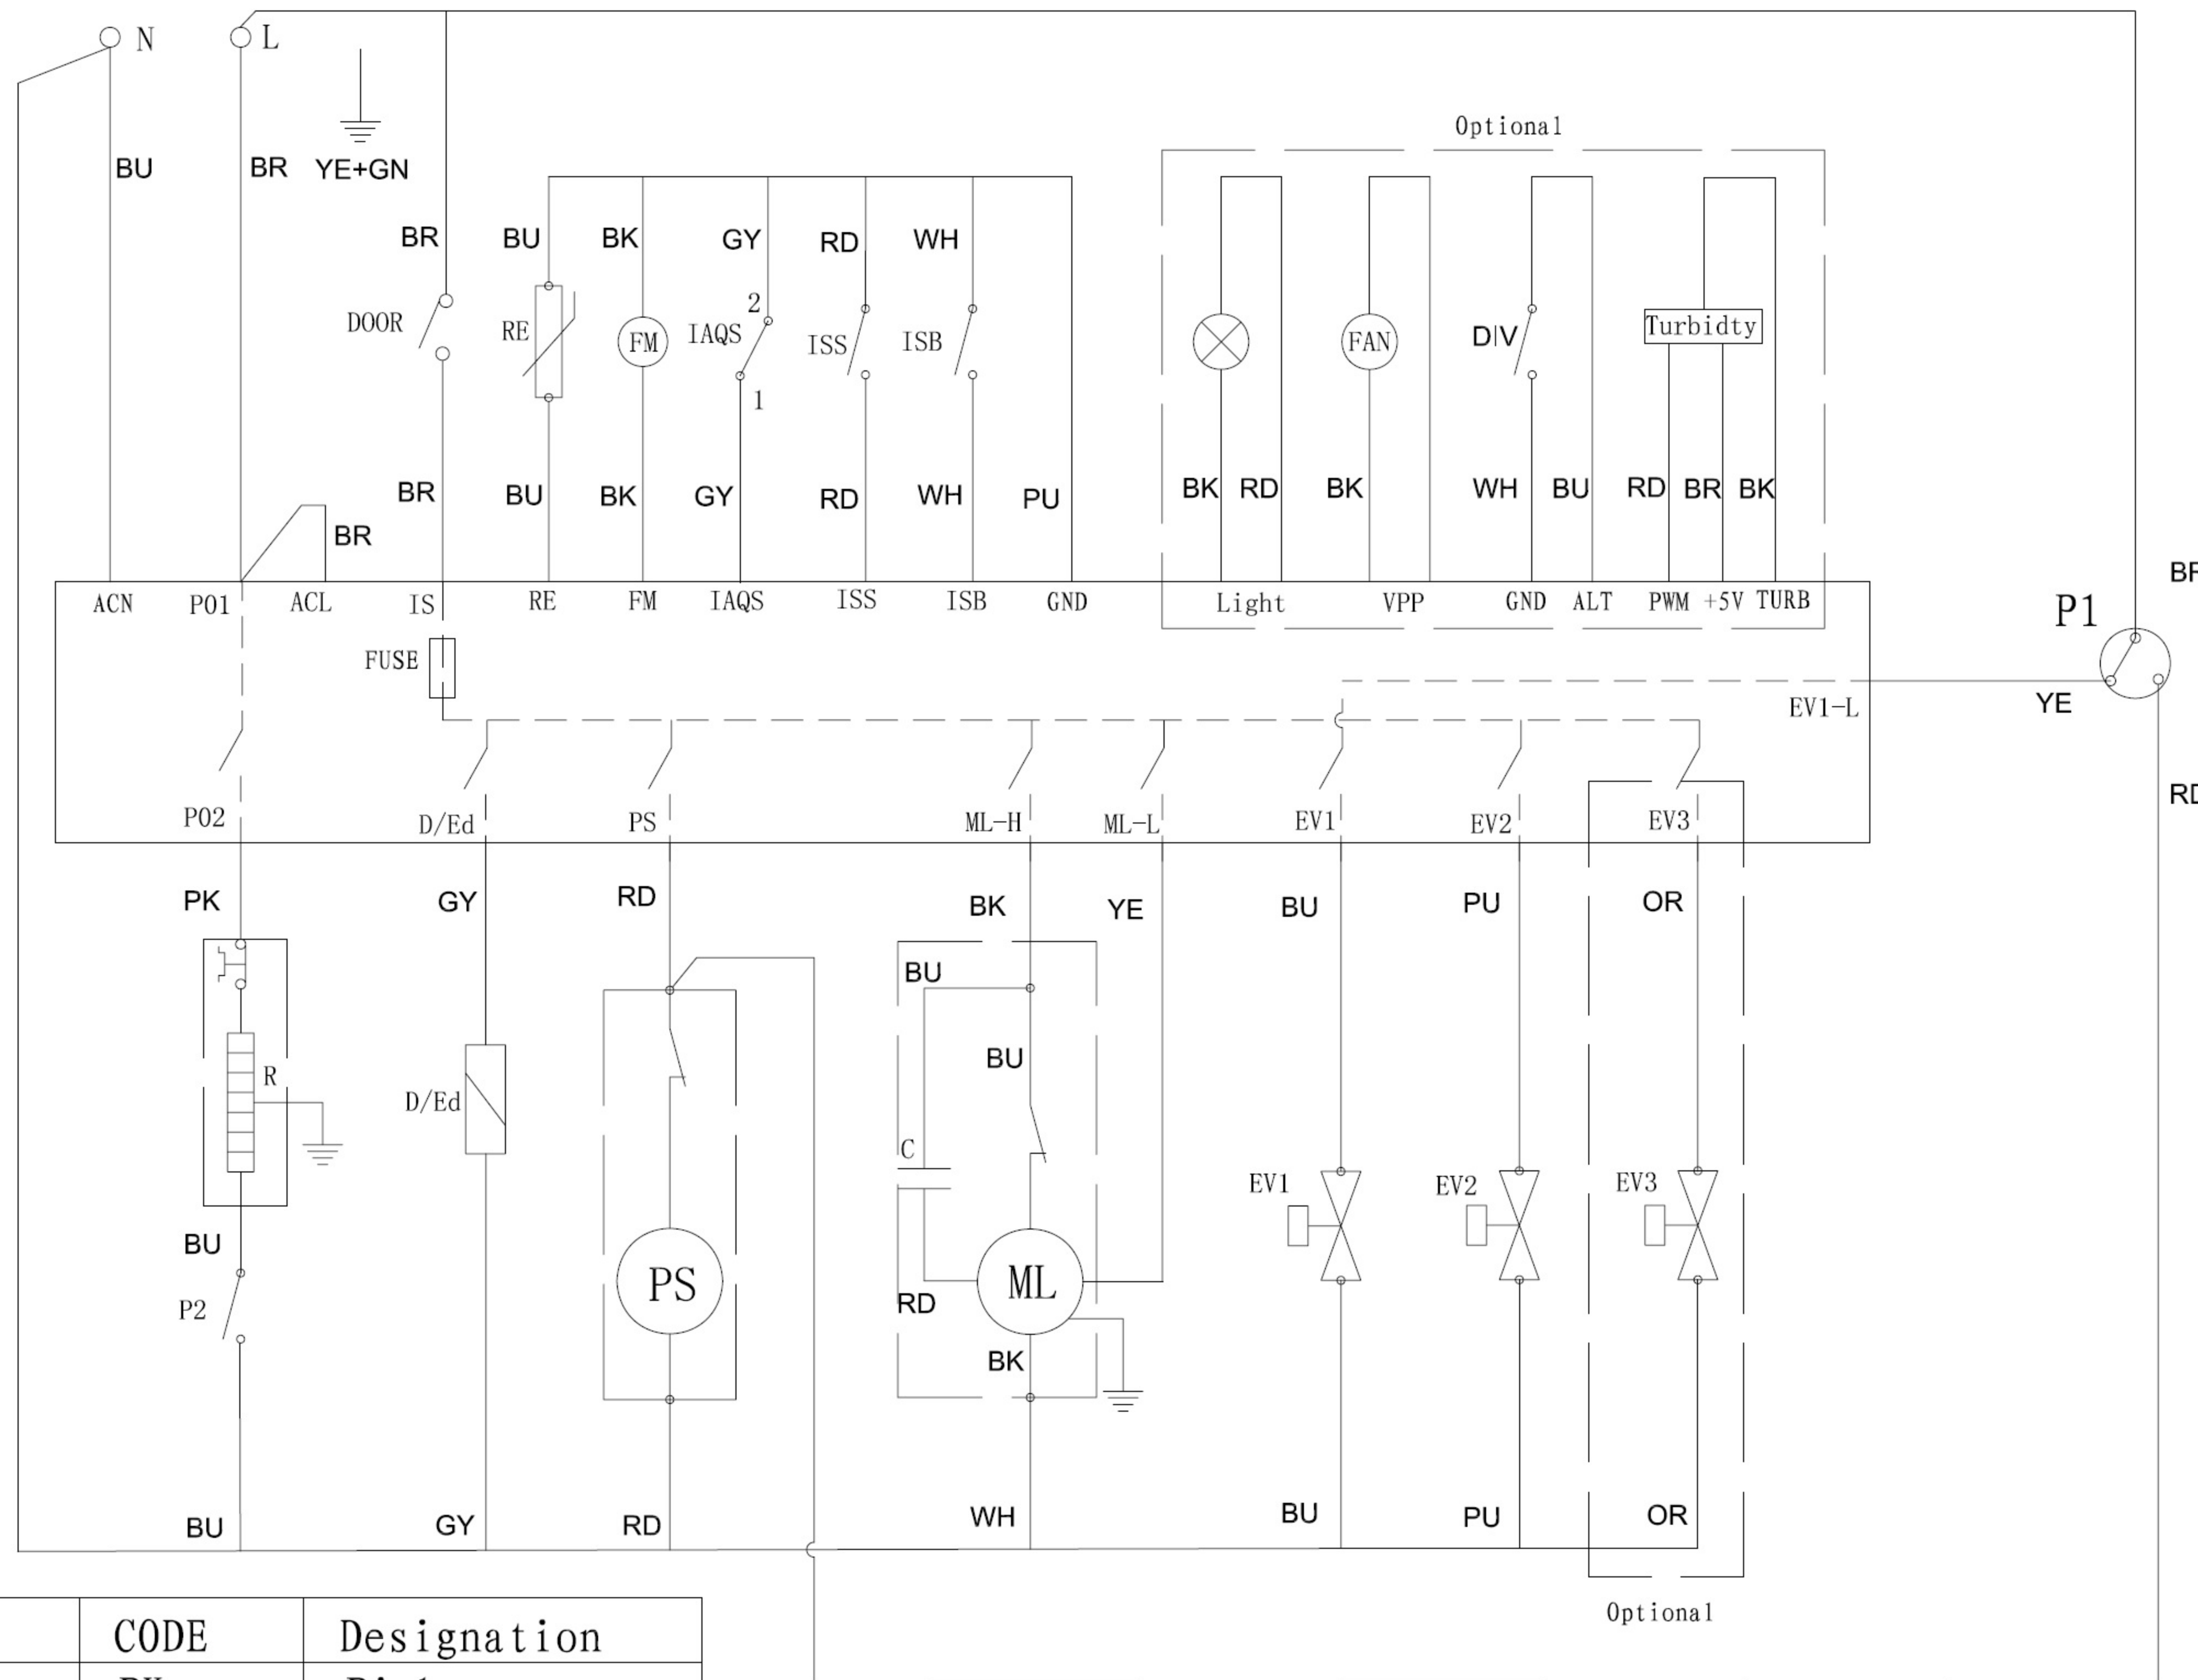 N L
Optional
BU BR YE+GN
BR BU BK GY RD WH
2
DOOR RE FM IAQS ISS ISB FAN DIV Turbidty
1
BR BU BK GY RD WH PU BK RD BK WH BU RD BR BK
BR
ACN P01 ACL IS RE FM IAQS ISS ISB GND Light VPP GND ALT PWM +5V TURB
P1
FUSE
EV1-L YE
P02 D/Ed PS ML-H ML-L EV1 EV2 EV3
PK GY RD BK YE BU PU OR
BU
BU
R
D/Ed
C
EV1 EV2 EV3
BU
P2 PS RD ML
BK
BU GY RD WH BU PU OR
Optional
CODE Designation